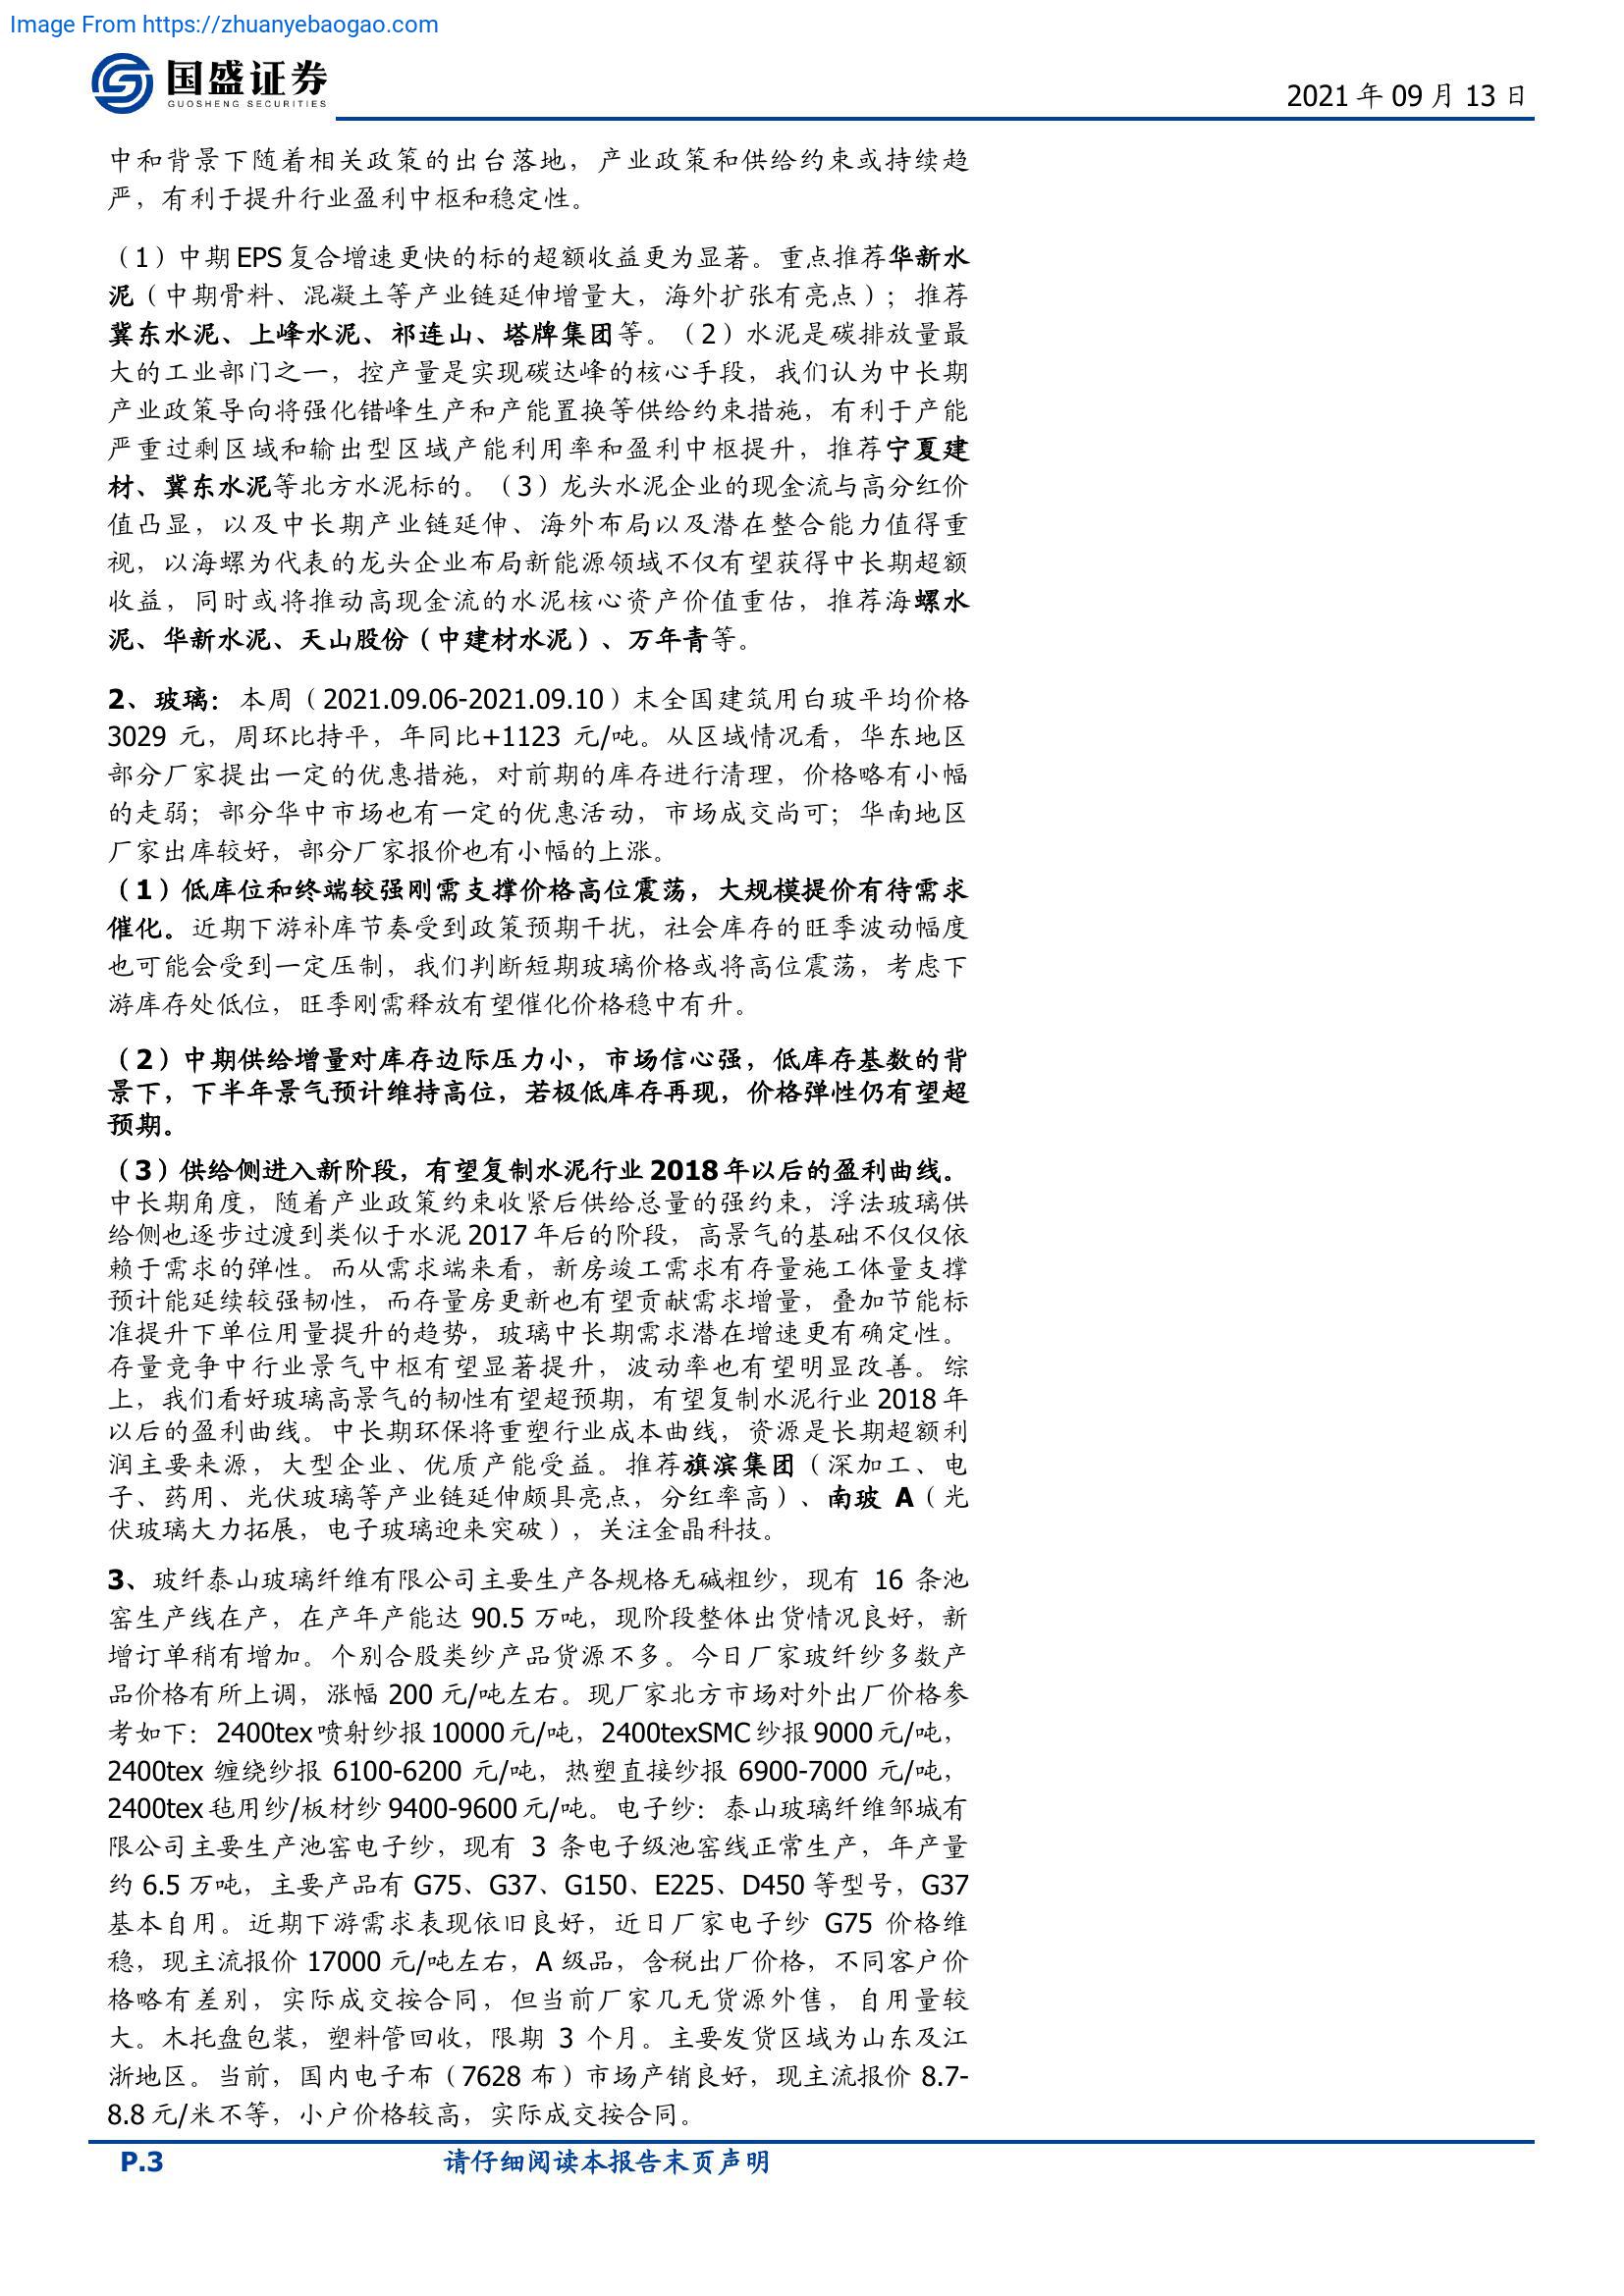 Image From https://zhuanyebaogao.com
国盛证券
GUOSHENG SECURITIES
2021 年 09 月 13 日
中和背景下随着相关政策的出台落地，产业政策和供给约束或持续趋
严，有利于提升行业盈利中枢和稳定性。
（1）中期 EPS 复合增速更快的标的超额收益更为显著。重点推荐华新水
泥（中期骨料、混凝土等产业链延伸增量大，海外扩张有亮点）；推荐
冀东水泥、上峰水泥、祁连山、塔牌集团等。（2）水泥是碳排放量最
大的工业部门之一，控产量是实现碳达峰的核心手段，我们认为中长期
产业政策导向将强化错峰生产和产能置换等供给约束措施，有利于产能
严重过剩区域和输出型区域产能利用率和盈利中枢提升，推荐宁夏建
材、冀东水泥等北方水泥标的。（3）龙头水泥企业的现金流与高分红价
值凸显，以及中长期产业链延伸、海外布局以及潜在整合能力值得重
视，以海螺为代表的龙头企业布局新能源领域不仅有望获得中长期超额
收益，同时或将推动高现金流的水泥核心资产价值重估，推荐海螺水
泥、华新水泥、天山股份（中建材水泥）、万年青等。
2、玻璃：本周（2021.09.06-2021.09.10）末全国建筑用白玻平均价格
3029 元，周环比持平，年同比+1123 元/吨。从区域情况看，华东地区
部分厂家提出一定的优惠措施，对前期的库存进行清理，价格略有小幅
的走弱；部分华中市场也有一定的优惠活动，市场成交尚可；华南地区
厂家出库较好，部分厂家报价也有小幅的上涨。
（1）低库位和终端较强刚需支撑价格高位震荡，大规模提价有待需求
催化。近期下游补库节奏受到政策预期干扰，社会库存的旺季波动幅度
也可能会受到一定压制，我们判断短期玻璃价格或将高位震荡，考虑下
游库存处低位，旺季刚需释放有望催化价格稳中有升。
（2）中期供给增量对库存边际压力小，市场信心强，低库存基数的背
景下，下半年景气预计维持高位，若极低库存再现，价格弹性仍有望超
预期。
（3）供给侧进入新阶段，有望复制水泥行业 2018 年以后的盈利曲线。
中长期角度，随着产业政策约束收紧后供给总量的强约束，浮法玻璃供
给侧也逐步过渡到类似于水泥 2017 年后的阶段，高景气的基础不仅仅依
赖于需求的弹性。而从需求端来看，新房竣工需求有存量施工体量支撑
预计能延续较强韧性，而存量房更新也有望贡献需求增量，叠加节能标
准提升下单位用量提升的趋势，玻璃中长期需求潜在增速更有确定性。
存量竞争中行业景气中枢有望显著提升，波动率也有望明显改善。综
上，我们看好玻璃高景气的韧性有望超预期，有望复制水泥行业 2018 年
以后的盈利曲线。中长期环保将重塑行业成本曲线，资源是长期超额利
润主要来源，大型企业、优质产能受益。推荐旗滨集团（深加工、电
子、药用、光伏玻璃等产业链延伸颇具亮点，分红率高）、南玻 A（光
伏玻璃大力拓展，电子玻璃迎来突破），关注金晶科技。
3、玻纤泰山玻璃纤维有限公司主要生产各规格无碱粗纱，现有 16 条池
窑生产线在产，在产年产能达 90.5 万吨，现阶段整体出货情况良好，新
增订单稍有增加。个别合股类纱产品货源不多。今日厂家玻纤纱多数产
品价格有所上调，涨幅 200 元/吨左右。现厂家北方市场对外出厂价格参
考如下：2400tex 喷射纱报 10000 元/吨，2400texSMC 纱报 9000 元/吨，
2400tex 缠绕纱报 6100-6200 元/吨，热塑直接纱报 6900-7000 元/吨，
2400tex 毡用纱/板材纱 9400-9600 元/吨。电子纱：泰山玻璃纤维邹城有
限公司主要生产池窑电子纱，现有 3 条电子级池窑线正常生产，年产量
约 6.5 万吨，主要产品有 G75、G37、G150、E225、D450 等型号，G37
基本自用。近期下游需求表现依旧良好，近日厂家电子纱 G75 价格维
稳，现主流报价 17000 元/吨左右，A 级品，含税出厂价格，不同客户价
格略有差别，实际成交按合同，但当前厂家几无货源外售，自用量较
大。木托盘包装，塑料管回收，限期 3 个月。主要发货区域为山东及江
浙地区。当前，国内电子布（7628 布）市场产销良好，现主流报价 8.7-
8.8 元/米不等，小户价格较高，实际成交按合同。
P.3
请仔细阅读本报告末页声明